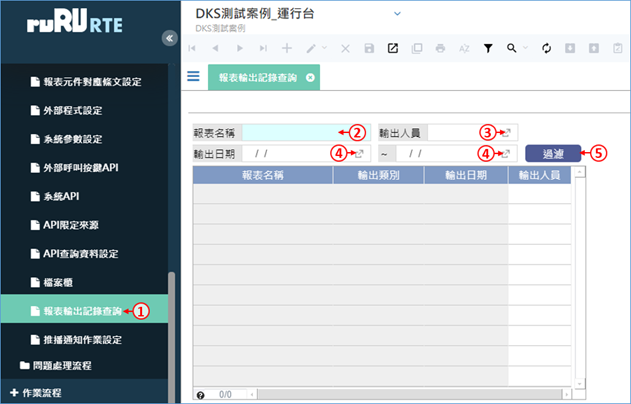 ruRU RTE
DKS測試案例_運行台
DKS測試案例
報表元件對應條文設定
外部程式設定
系統參數設定
外部呼叫按鍵API
系統API
API限定來源
API查詢資料設定
檔案櫃
報表輸出記錄查詢 ①
推播通知作業設定
問題處理流程
作業流程
報表輸出記錄查詢
報表名稱 ② 輸出人員 ③
輸出日期 / / ④ ~ / / ④ 過濾 ⑤
報表名稱 輸出類別 輸出日期 輸出人員
0/0